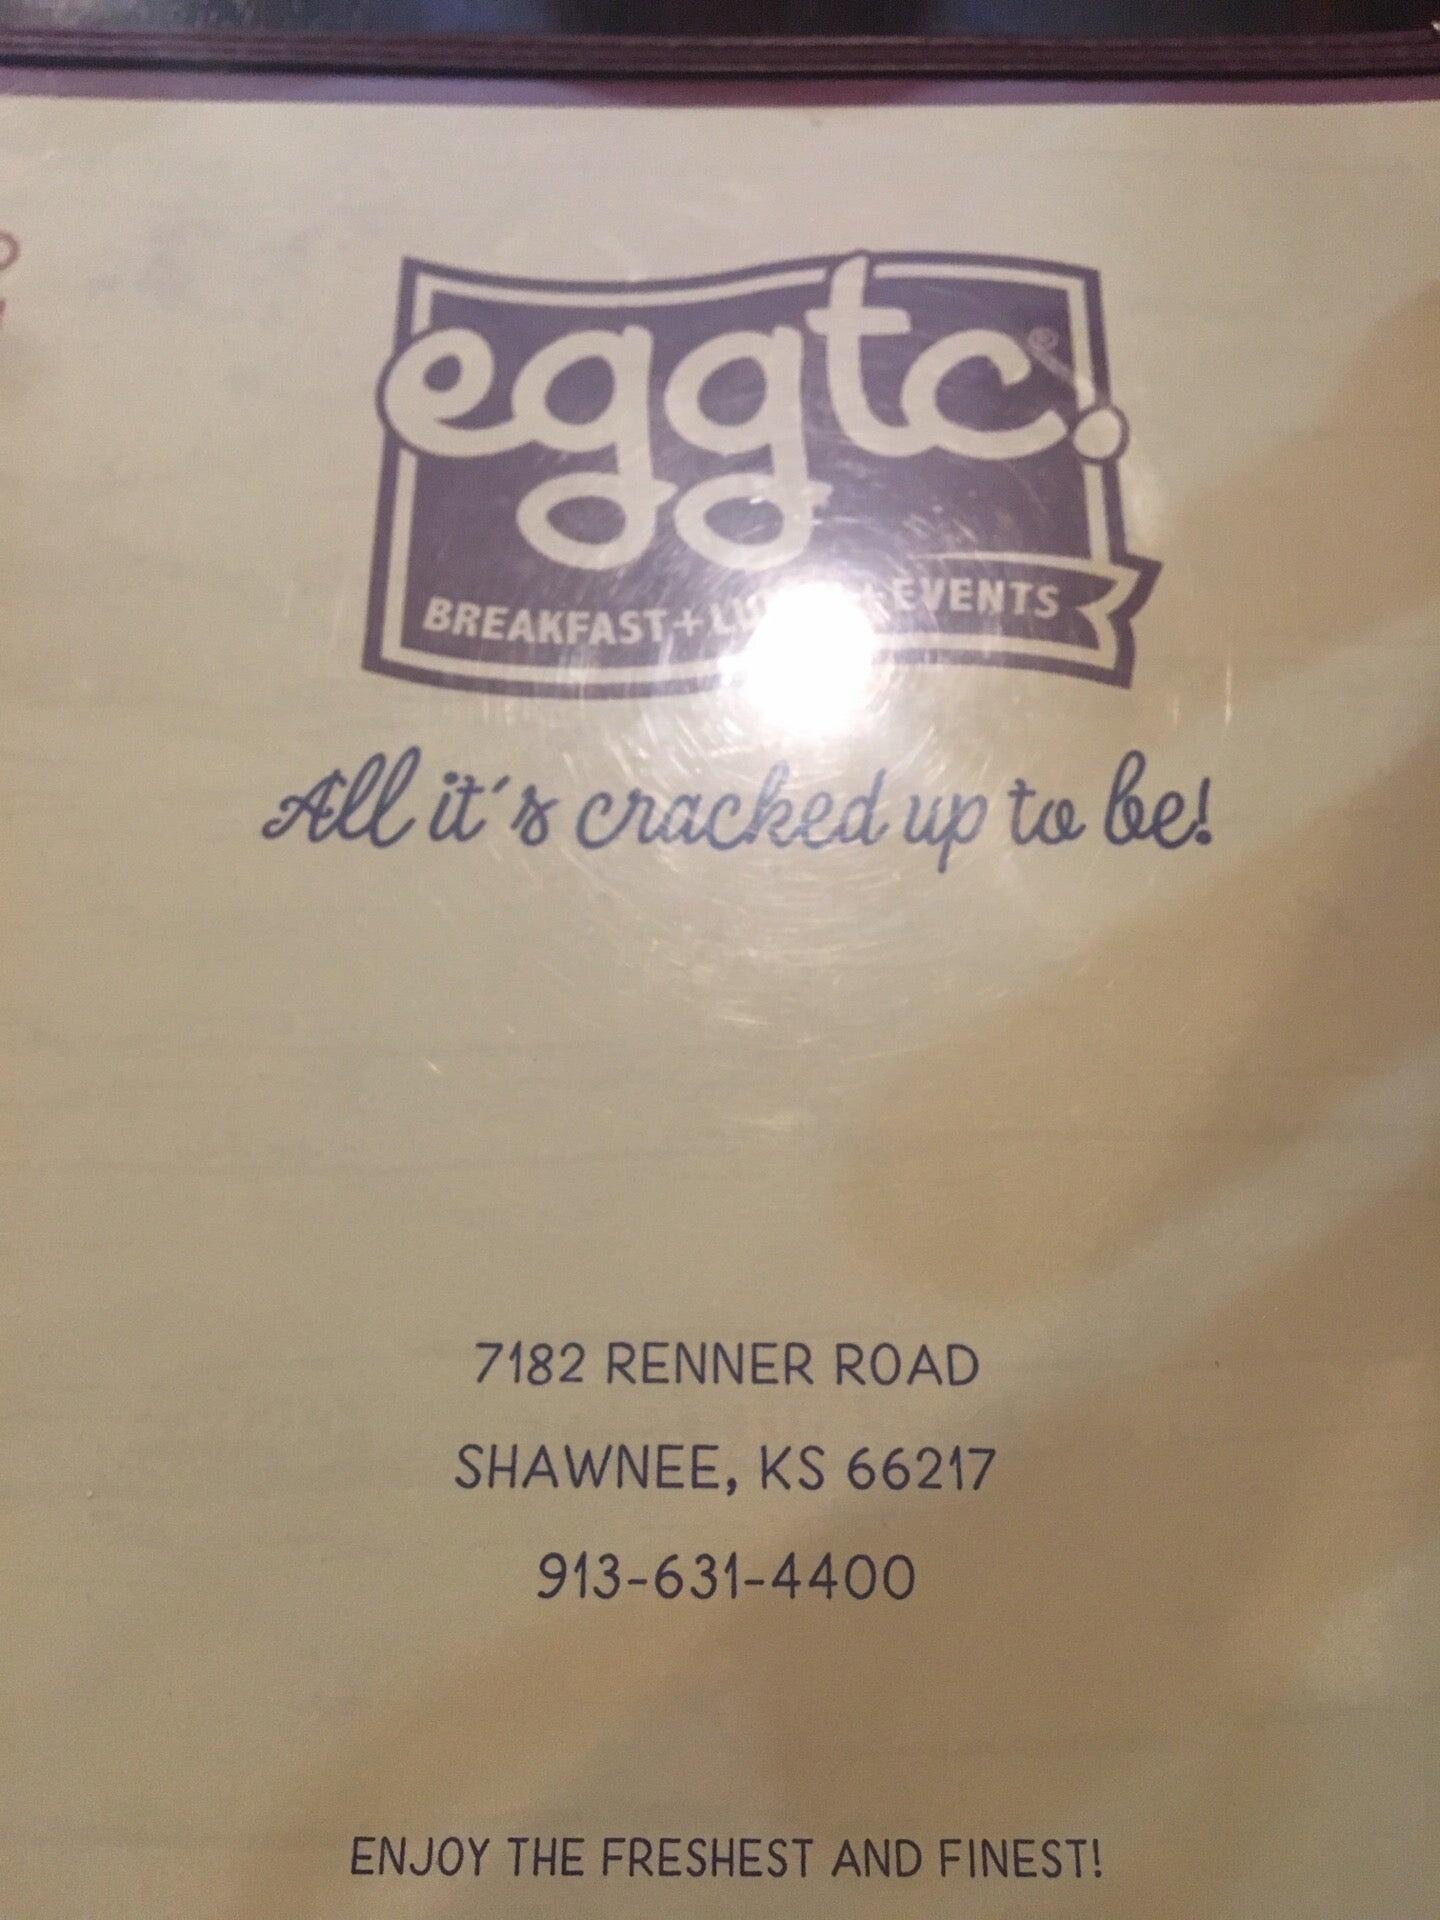 eggtc.®
BREAKFAST + + EVENTS
All it's cracked up to be!
7182 RENNER ROAD
SHAWNEE, KS 66217
913-631-4400
ENJOY THE FRESHEST AND FINEST!